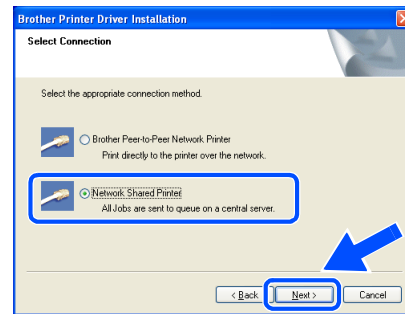 Brother Printer Driver Installation
Select Connection
Select the appropriate connection method.
Brother Peer-to-Peer Network Printer
Print directly to the printer over the network.
Network Shared Printer
All Jobs are sent to queue on a central server.
< Back Next > Cancel